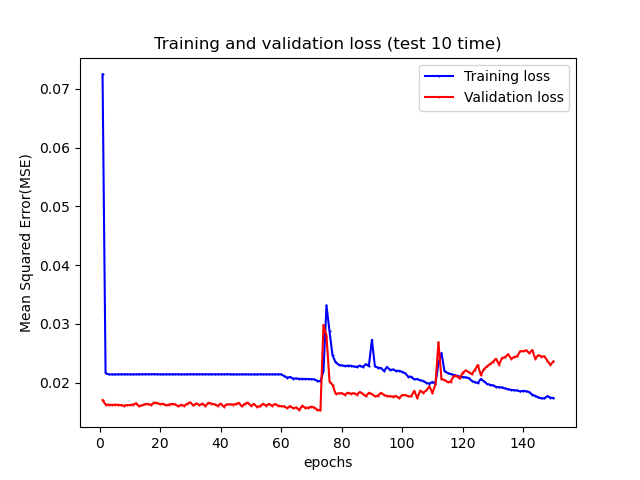 Training and validation loss (test 10 time)
Training loss
Validation loss
Mean Squared Error(MSE)
0.07
0.06
0.05
0.04
0.03
0.02
0 20 40 60 80 100 120 140
epochs